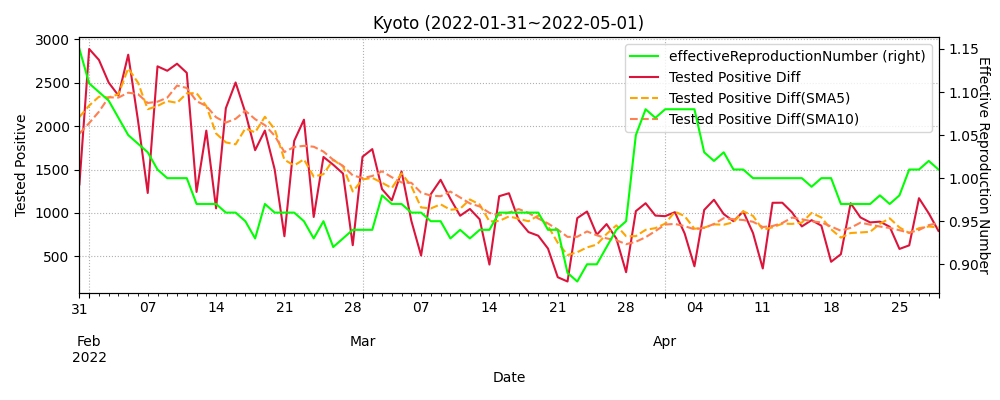 Kyoto (2022-01-31~2022-05-01)
effectiveReproductionNumber (right)
Tested Positive Diff
Tested Positive Diff(SMA5)
Tested Positive Diff(SMA10)
Tested Positive
3000
2500
2000
1500
1000
500
1.15
1.10
1.05
1.00
0.95
0.90
Effective Reproduction Number
31 07 14 21 28 07 14 21 28 04 11 18 25
Feb Mar Apr
2022
Date